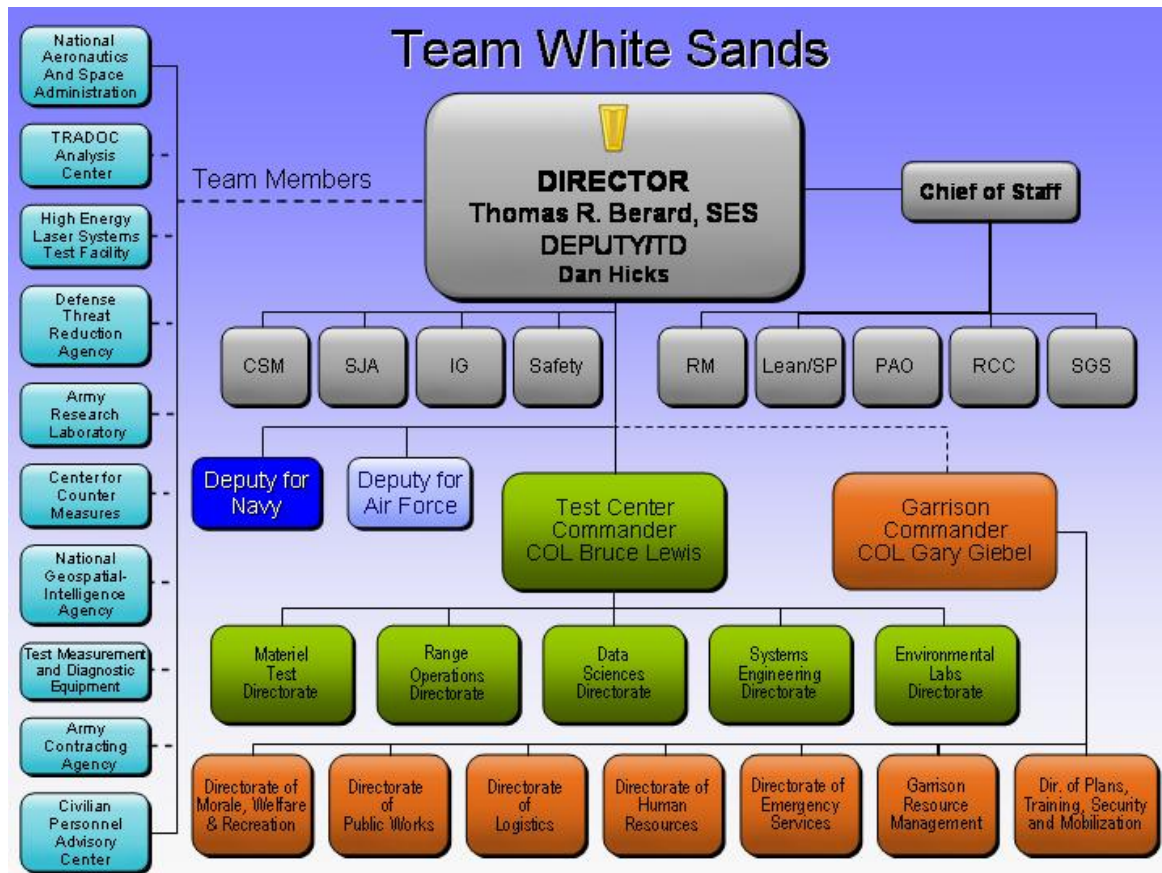 Team White Sands
National
Aeronautics
And Space
Administration
TRADOC
Analysis
Center
High Energy
Laser Systems
Test Facility
Defense
Threat
Reduction
Agency
Army
Research
Laboratory
Center for
Counter
Measures
National
Geospatial-
Intelligence
Agency
Test Measurement
and Diagnostic
Equipment
Army
Contracting
Agency
Civilian
Personnel
Advisory
Center
Team Members
DIRECTOR
Thomas R. Berard, SES
DEPUTY/TD
Dan Hicks
Chief of Staff
CSM
SJA
IG
Safety
RM
Lean/SP
PAO
RCC
SGS
Deputy for
Navy
Deputy for
Air Force
Test Center
Commander
COL Bruce Lewis
Garrison
Commander
COL Gary Giebel
Materiel
Test
Directorate
Range
Operations
Directorate
Data
Sciences
Directorate
Systems
Engineering
Directorate
Environmental
Labs
Directorate
Directorate of
Morale, Welfare
& Recreation
Directorate
of
Public Works
Directorate
of
Logistics
Directorate of
Human
Resources
Directorate of
Emergency
Services
Garrison
Resource
Management
Dir. of Plans,
Training, Security
and Mobilization